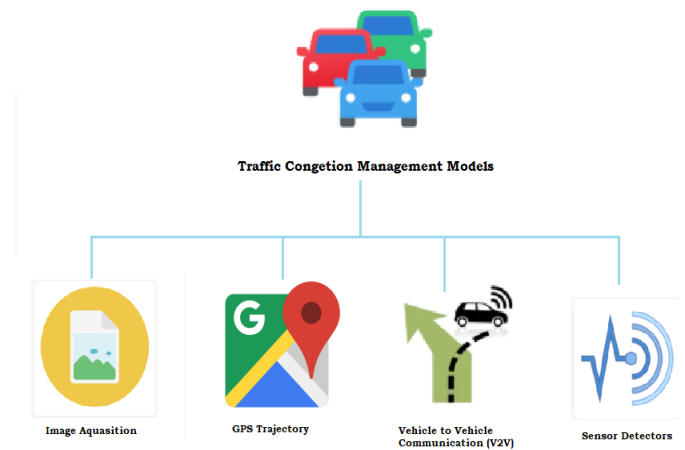 Traffic Congetion Management Models
G
Image Aquasition
GPS Trajectory
Vehicle to Vehicle
Communication (V2V)
Sensor Detectors